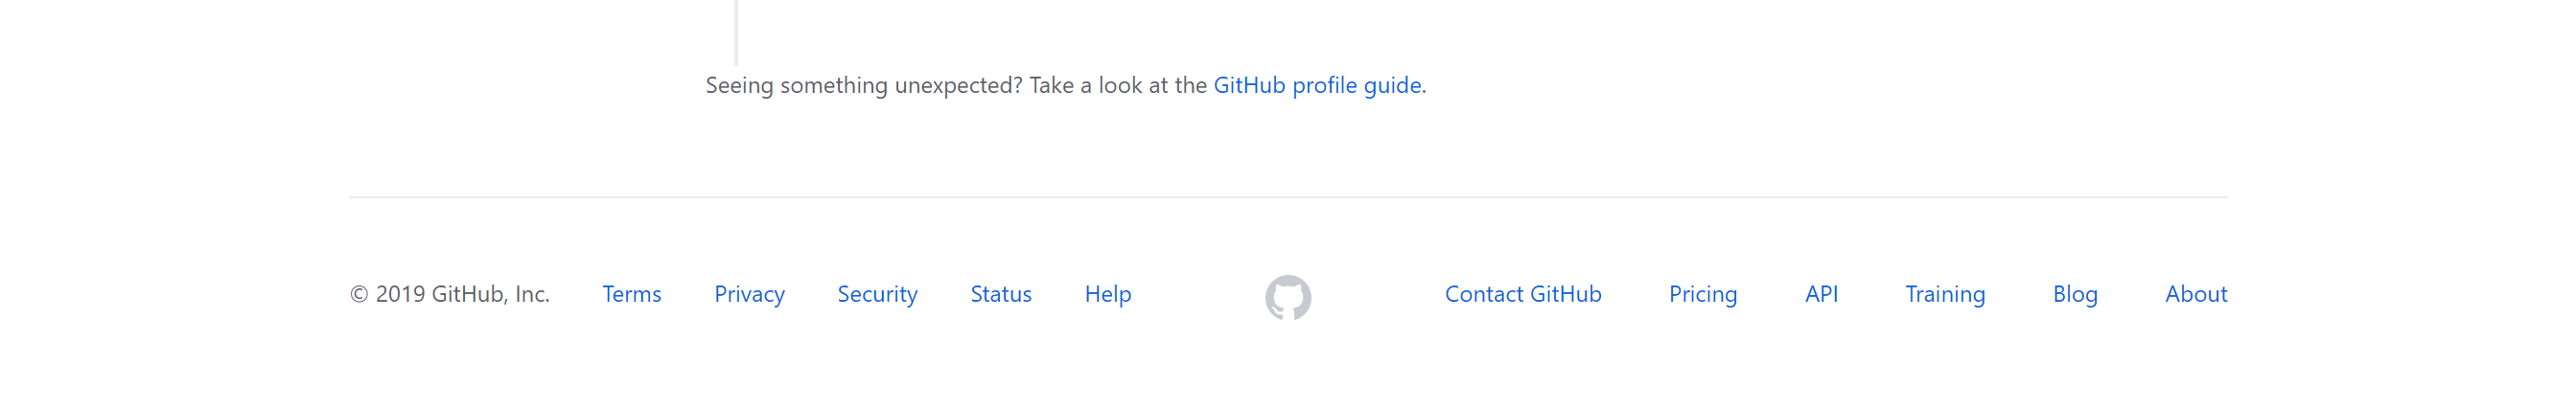 Seeing something unexpected? Take a look at the GitHub profile guide.
© 2019 GitHub, Inc. Terms Privacy Security Status Help Contact GitHub Pricing API Training Blog About